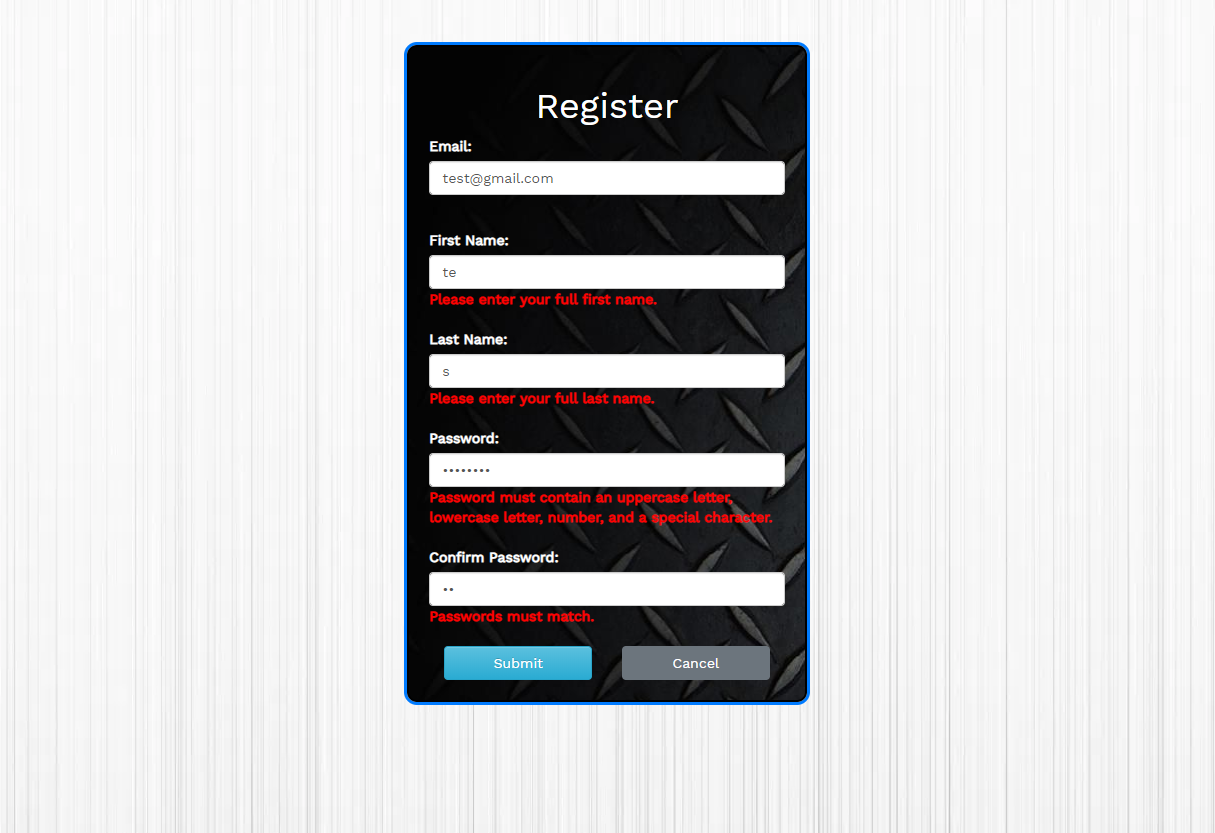 Register
Email:
test@gmail.com
First Name:
te
Please enter your full first name.
Last Name:
s
Please enter your full last name.
Password:
••••••••
Password must contain an uppercase letter,
lowercase letter, number, and a special character.
Confirm Password:
••
Passwords must match.
Submit
Cancel